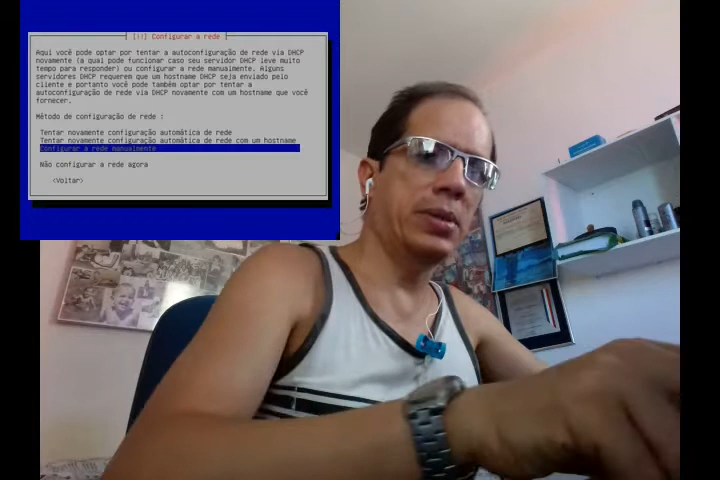 [!!] Configurar a rede
Aqui você pode optar por tentar a autoconfiguração de rede via DHCP
novamente (a qual pode funcionar caso seu servidor DHCP leve muito
tempo para responder) ou configurar a rede manualmente. Alguns
servidores DHCP requerem que um hostname DHCP seja enviado pelo
cliente e portanto você pode também optar por tentar a
autoconfiguração de rede via DHCP novamente com um hostname que você
fornecer.
Método de configuração de rede :
Tentar novamente configuração automática de rede
Tentar novamente configuração automática de rede com um hostname
Configurar a rede manualmente
Não configurar a rede agora
<Voltar>